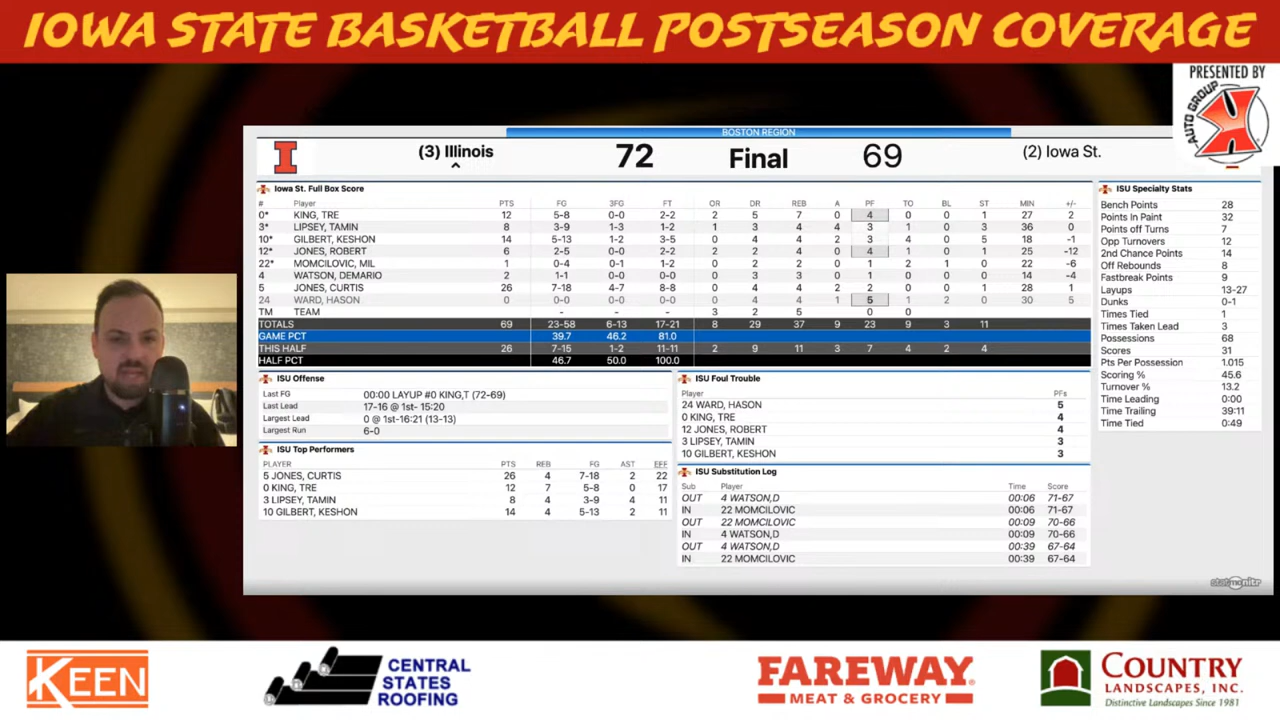 IOWA STATE BASKETBALL POSTSEASON COVERAGE
PRESENTED BY
AUTO GROUP
BOSTON REGION
(3) Illinois 72 Final 69 (2) Iowa St.
Iowa St. Full Box Score
# Player PTS FG 3FG FT OR DR REB A PF TO BL ST MIN +/-
0* KING, TRE 12 5-8 0-0 2-2 2 5 7 0 4 0 0 1 27 2
3* LIPSEY, TAMIN 8 3-9 1-3 1-2 1 3 4 4 3 1 0 3 36 0
10* GILBERT, KESHON 14 5-13 1-2 3-5 0 4 4 2 3 4 0 5 18 -1
12* JONES, ROBERT 6 2-5 0-0 2-2 2 2 4 0 4 1 0 1 25 -12
22* MOMCILOVIC, MIL 1 0-4 0-1 1-2 0 2 2 0 1 2 1 0 22 -6
4 WATSON, DEMARIO 2 1-1 0-0 0-0 0 3 3 0 1 0 0 0 14 -4
5 JONES, CURTIS 26 7-18 4-7 8-8 0 4 4 2 2 0 0 1 28 1
24 WARD, HASON 0 0-0 0-0 0-0 0 4 4 1 5 1 2 0 30 5
TM TEAM - - - 3 2 5 0 0
TOTALS 69 23-58 6-13 17-21 8 29 37 9 23 9 3 11
GAME PCT 39.7 46.2 81.0
THIS HALF 26 7-15 1-2 11-11 2 9 11 3 7 4 2 4
HALF PCT 46.7 50.0 100.0
ISU Offense
Last FG 00:00 LAYUP #0 KING,T (72-69)
Last Lead 17-16 @ 1st- 15:20
Largest Lead 0 @ 1st-16:21 (13-13)
Largest Run 6-0
ISU Top Performers
PLAYER PTS REB FG AST EFF
5 JONES, CURTIS 26 4 7-18 2 22
0 KING, TRE 12 7 5-8 0 17
3 LIPSEY, TAMIN 8 4 3-9 4 11
10 GILBERT, KESHON 14 4 5-13 2 11
ISU Foul Trouble
Player PFs
24 WARD, HASON 5
0 KING, TRE 4
12 JONES, ROBERT 4
3 LIPSEY, TAMIN 3
10 GILBERT, KESHON 3
ISU Substitution Log
Sub Player Time Score
OUT 4 WATSON,D 00:06 71-67
IN 22 MOMCILOVIC 00:06 71-67
OUT 22 MOMCILOVIC 00:09 70-66
IN 4 WATSON,D 00:09 70-66
OUT 4 WATSON,D 00:39 67-64
IN 22 MOMCILOVIC 00:39 67-64
ISU Specialty Stats
Bench Points 28
Points In Paint 32
Points off Turns 7
Opp Turnovers 12
2nd Chance Points 14
Off Rebounds 8
Fastbreak Points 9
Layups 13-27
Dunks 0-1
Times Tied 1
Times Taken Lead 3
Possessions 68
Scores 31
Pts Per Possession 1.015
Scoring % 45.6
Turnover % 13.2
Time Leading 0:00
Time Trailing 39:11
Time Tied 0:49
statmonitr
KEEN
CENTRAL
STATES
ROOFING
FAREWAY
MEAT & GROCERY
COUNTRY
LANDSCAPES, INC.
Distinctive Landscapes Since 1981